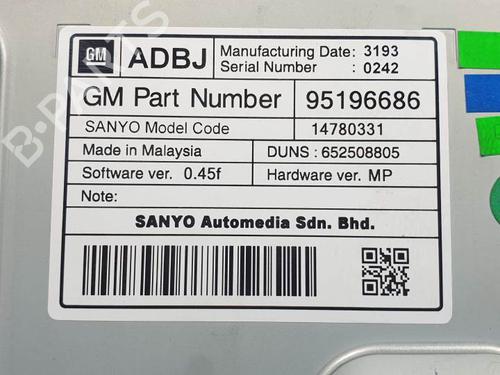 GM
ADBJ
Manufacturing Date: 3193
Serial Number : 0242
GM Part Number 95196686
SANYO Model Code 14780331
Made in Malaysia DUNS : 652508805
Software ver. 0.45f Hardware ver. MP
Note:
SANYO Automedia Sdn. Bhd.
B-PARTS